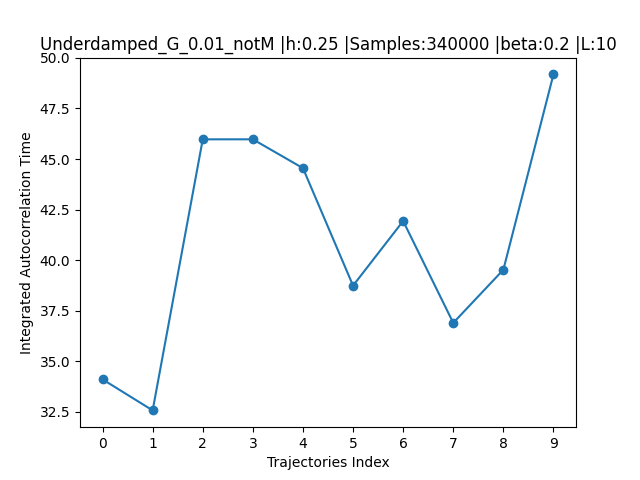 Underdamped_G_0.01_notM |h:0.25 |Samples:340000 |beta:0.2 |L:10
50.0
47.5
45.0
42.5
40.0
37.5
35.0
32.5
Integrated Autocorrelation Time
0 1 2 3 4 5 6 7 8 9
Trajectories Index